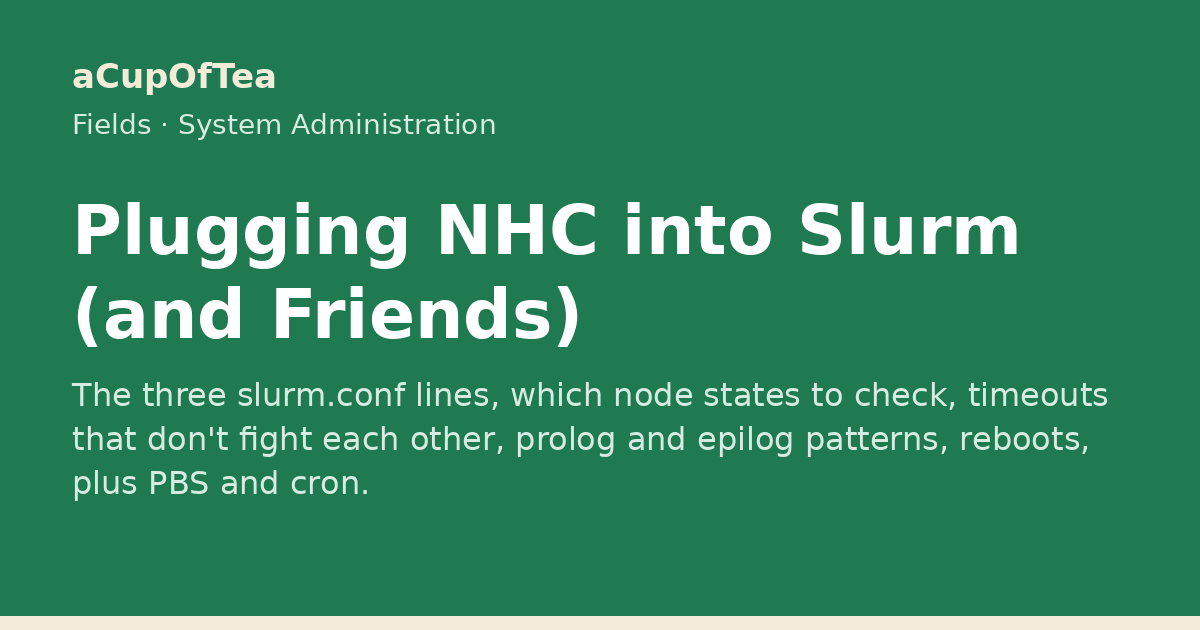 aCupOfTea
Fields · System Administration
Plugging NHC into Slurm
(and Friends)
The three slurm.conf lines, which node states to check, timeouts
that don't fight each other, prolog and epilog patterns, reboots,
plus PBS and cron.